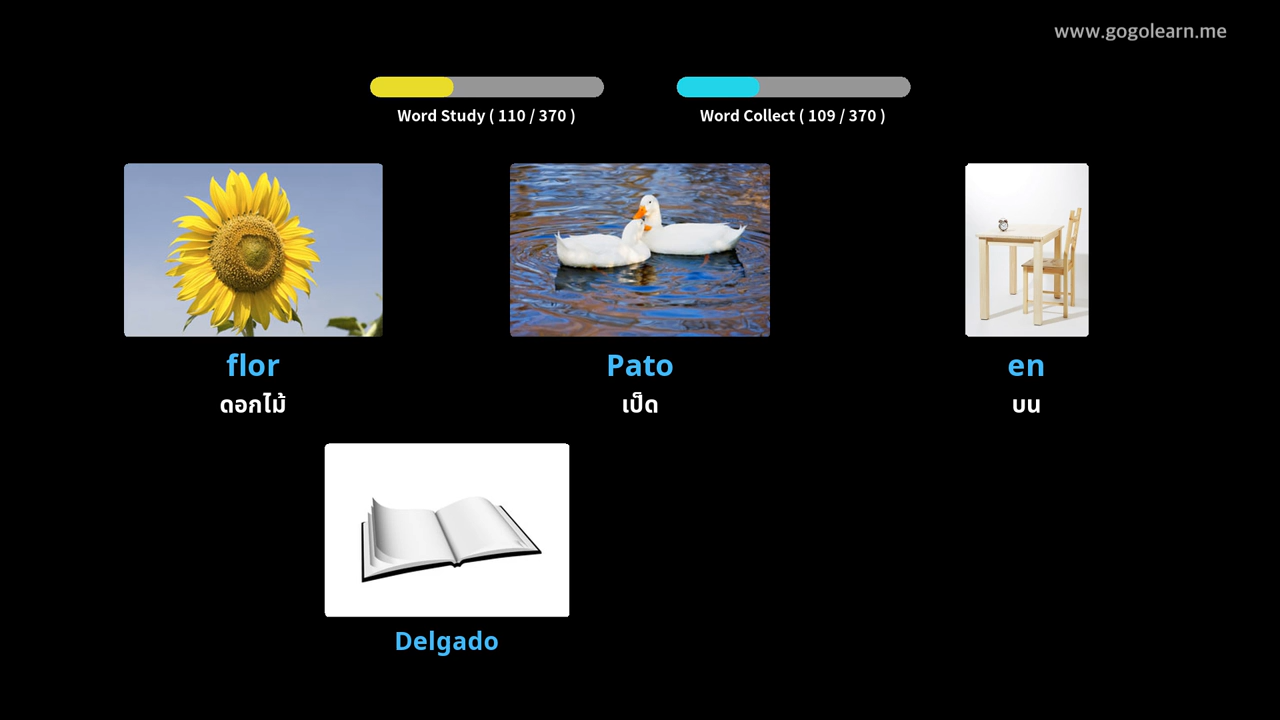 www.gogolearn.me
Word Study ( 110 / 370 )
Word Collect ( 109 / 370 )
flor
ดอกไม้
Pato
เป็ด
en
บน
Delgado